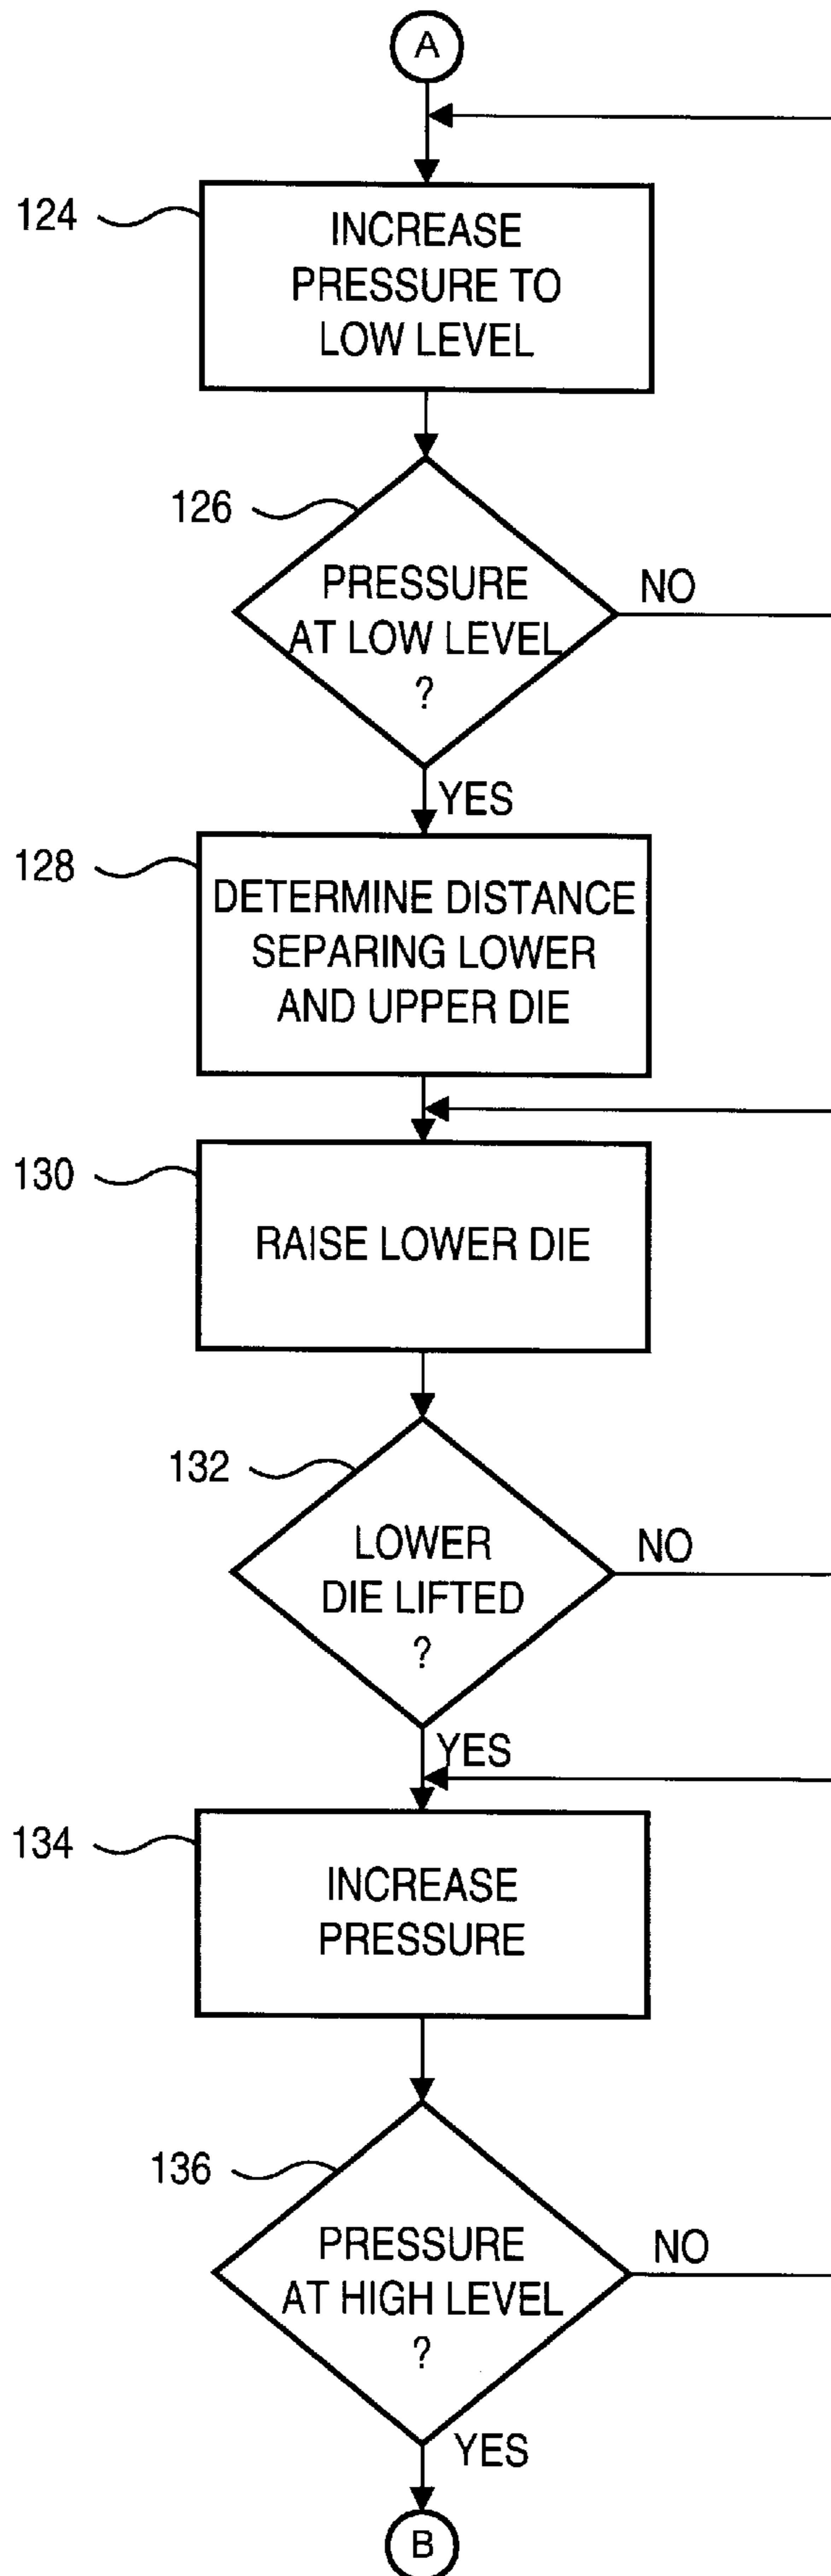 A
124
INCREASE
PRESSURE TO
LOW LEVEL
126
PRESSURE
AT LOW LEVEL
?
NO
YES
128
DETERMINE DISTANCE
SEPARING LOWER
AND UPPER DIE
130
RAISE LOWER DIE
132
LOWER
DIE LIFTED
?
NO
YES
134
INCREASE
PRESSURE
136
PRESSURE
AT HIGH LEVEL
?
NO
YES
B